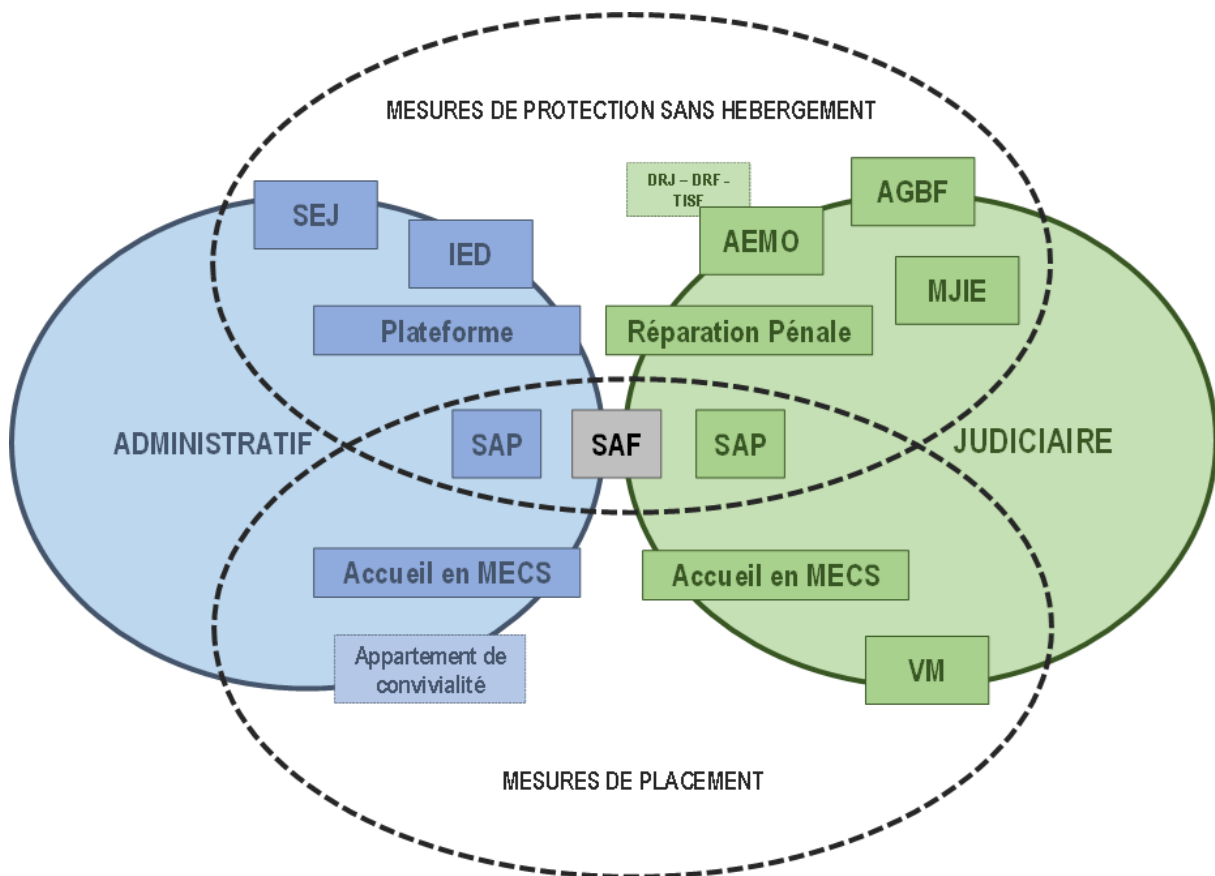 MESURES DE PROTECTION SANS HEBERGEMENT
DRJ – DRF -
TISF
AGBF
SEJ
AEMO
IED
MJIE
Plateforme
Réparation Pénale
ADMINISTRATIF
SAP
SAF
SAP
JUDICIAIRE
Accueil en MECS
Accueil en MECS
Appartement de
convivialité
VM
MESURES DE PLACEMENT